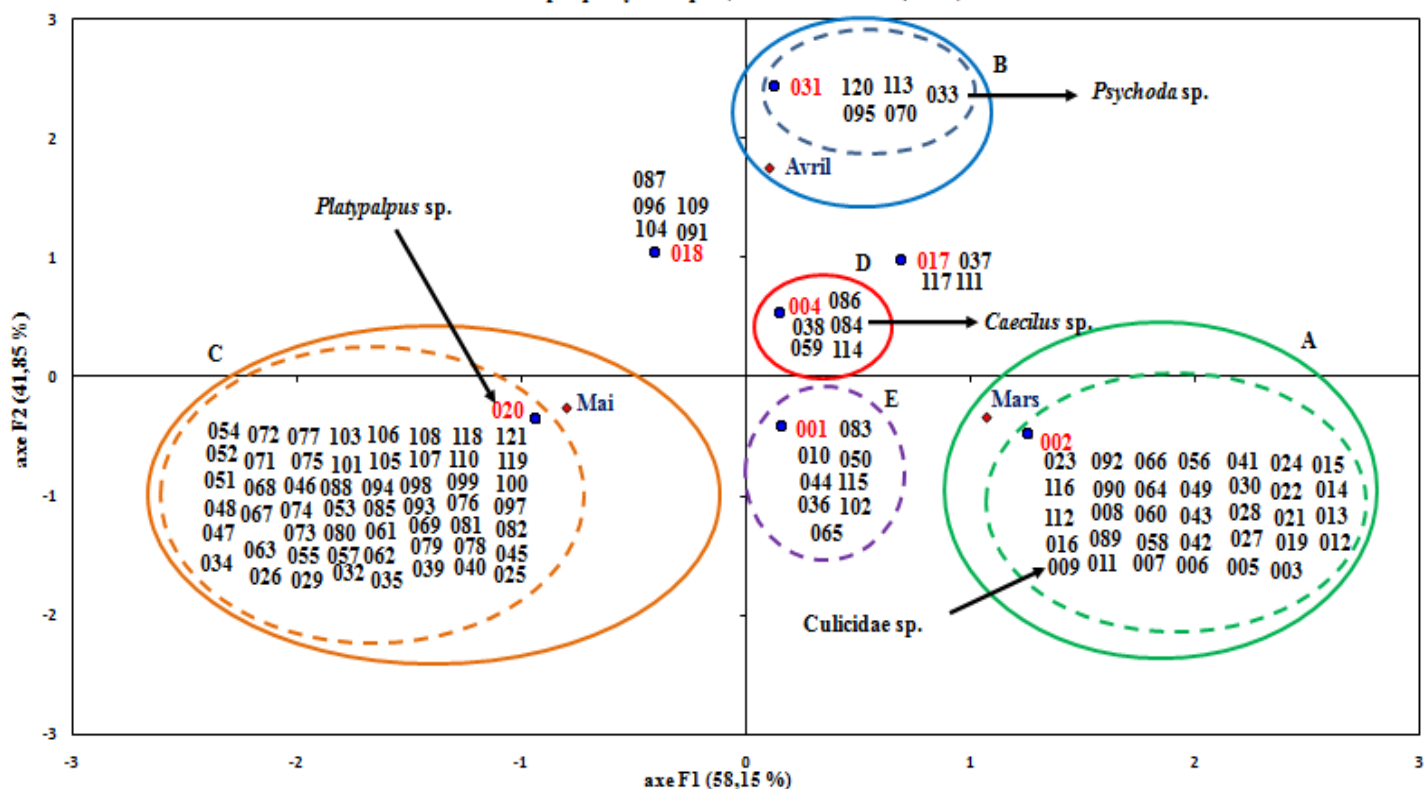 3
B
031 120 113 033
095 070
Psychoda sp.
2
Avril
087
096 109
104 091
018
Platypalpus sp.
1
017 037
117 111
D
004 086
038 084
059 114
Caecilus sp.
A
C
0
020
Mai
E
Mars
001 083
010 050
044 115
036 102
065
002
054 072 077 103 106 108 118 121
052 071 075 101 105 107 110 119
051 068 046 088 094 098 099 100
048 067 074 053 085 093 076 097
047 073 080 061 069 081 082
034 063 055 057 062 079 078 045
026 029 032 035 039 040 025
023 092 066 056 041 024 015
116 090 064 049 030 022 014
112 008 060 043 028 021 013
016 089 058 042 027 019 012
009 011 007 006 005 003
-1
Culicidae sp.
-2
-3
axe F2 (41,85 %)
-3 -2 -1 0 1 2 3
axe F1 (58,15 %)